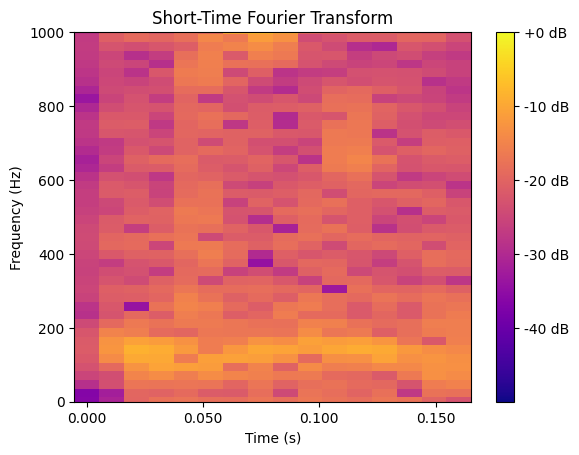 Short-Time Fourier Transform
1000
800
600
400
200
0
Frequency (Hz)
0.000
0.050
0.100
0.150
Time (s)
+0 dB
-10 dB
-20 dB
-30 dB
-40 dB